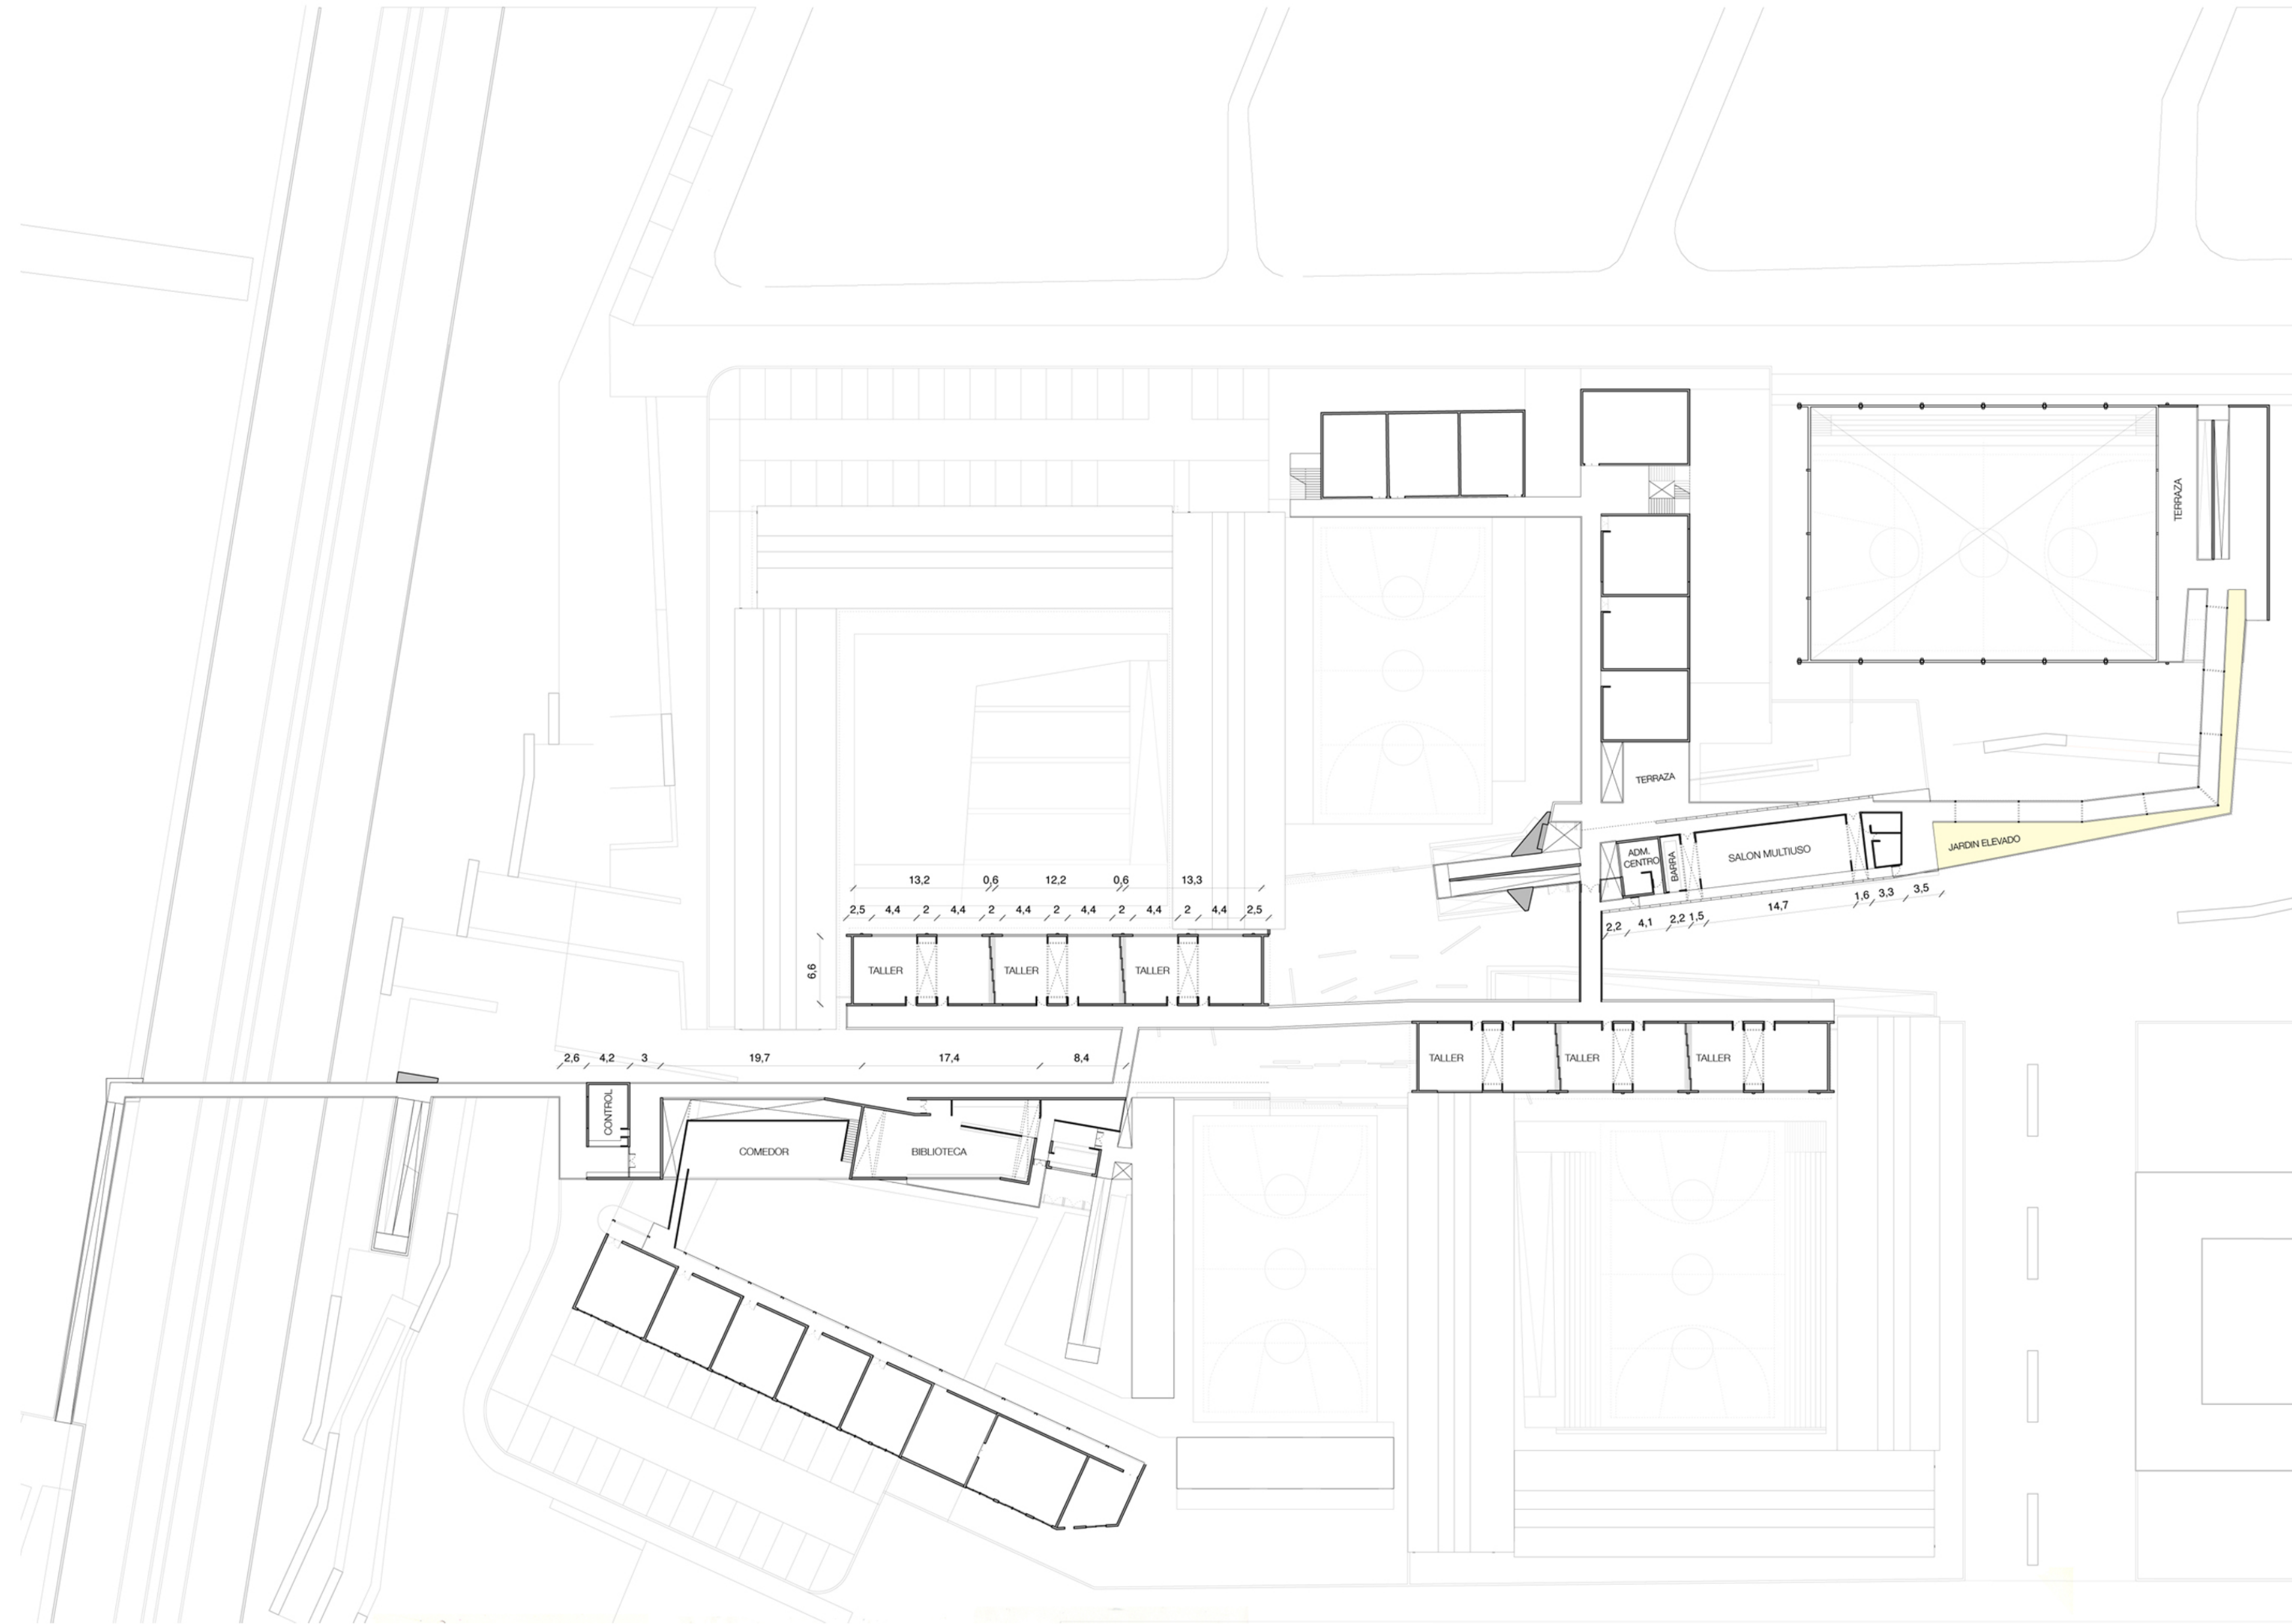 TERRAZA
TERRAZA
ADM.
CENTRO
BARRA
SALON MULTIUSO
JARDIN ELEVADO
13,2 0,6 12,2 0,6 13,3
2,5 4,4 2 4,4 2 4,4 2 4,4 2 4,4 2 4,4 2,5
2,2 4,1 2,2 1,5 14,7 1,6 3,3 3,5
6,6
TALLER TALLER TALLER
2,6 4,2 3 19,7 17,4 8,4
TALLER TALLER TALLER
CONTROL
COMEDOR
BIBLIOTECA